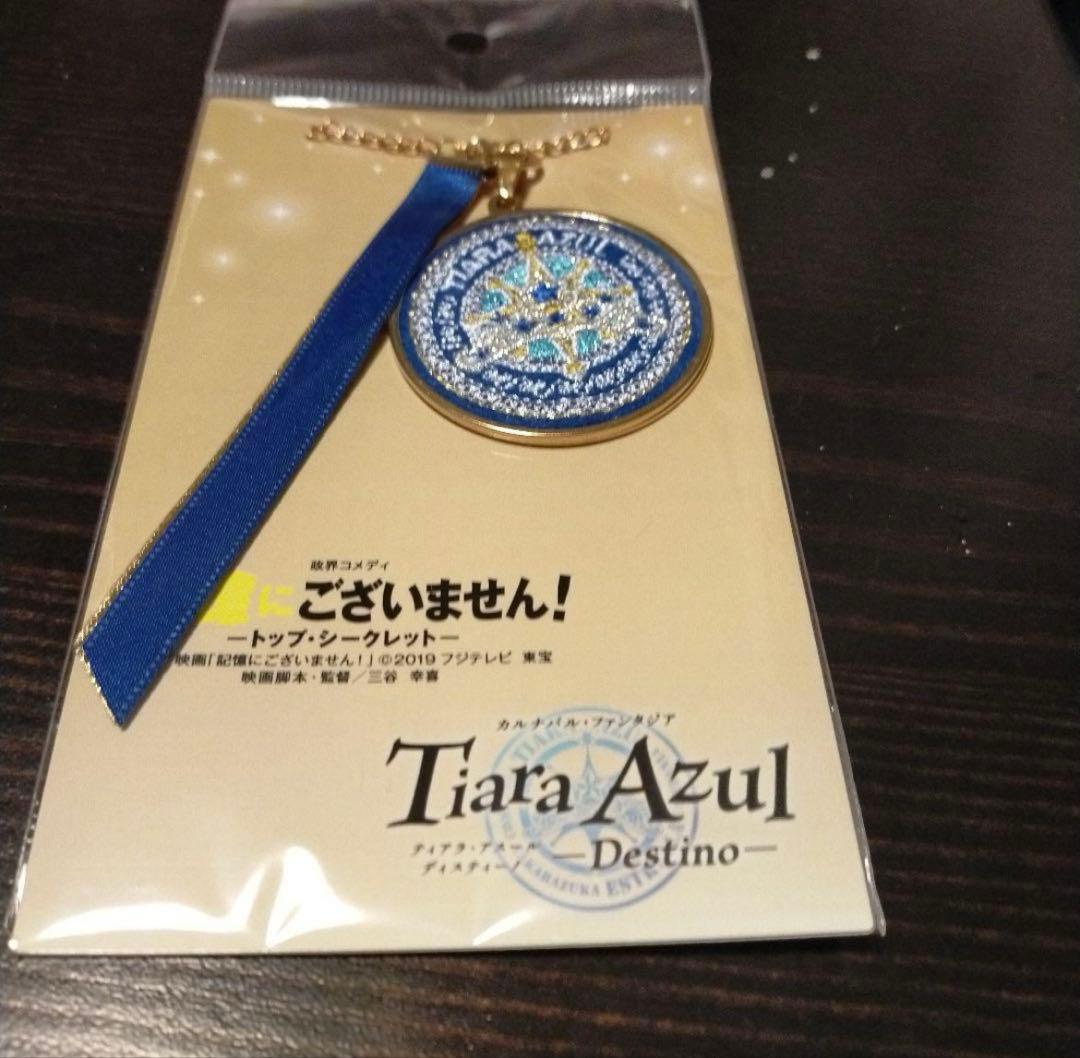 TIARA AZUL
政界コメディ
にございません!
―トップ・シークレット―
映画「記憶にございません!」©2019 フジテレビ 東宝
映画脚本・監督/三谷 幸喜
カルナバル・ファンタジア
TIARA AZUL
Tiara Azul
ティアラ・アスール
ディスティーノ
―Destino―